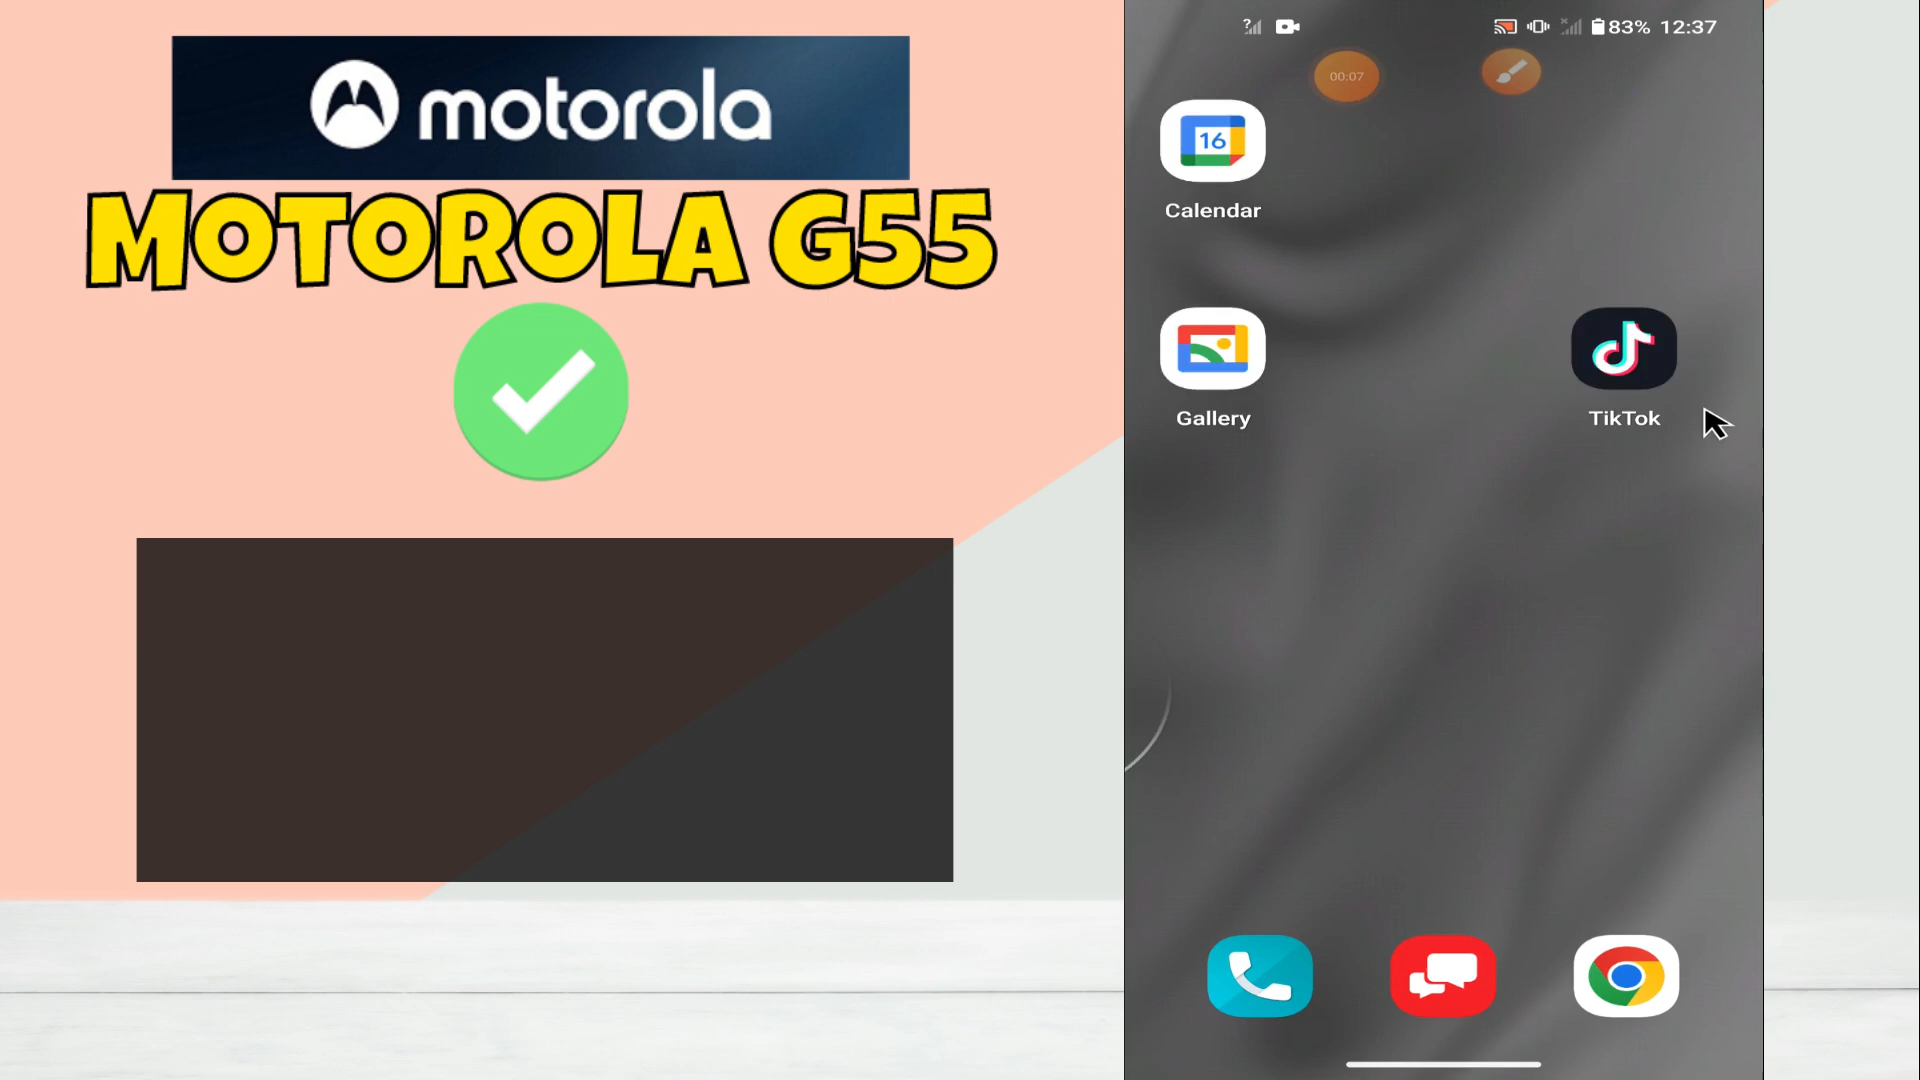 motorola
MOTOROLA G55
83% 12:37
00:07
16
Calendar
Gallery
TikTok